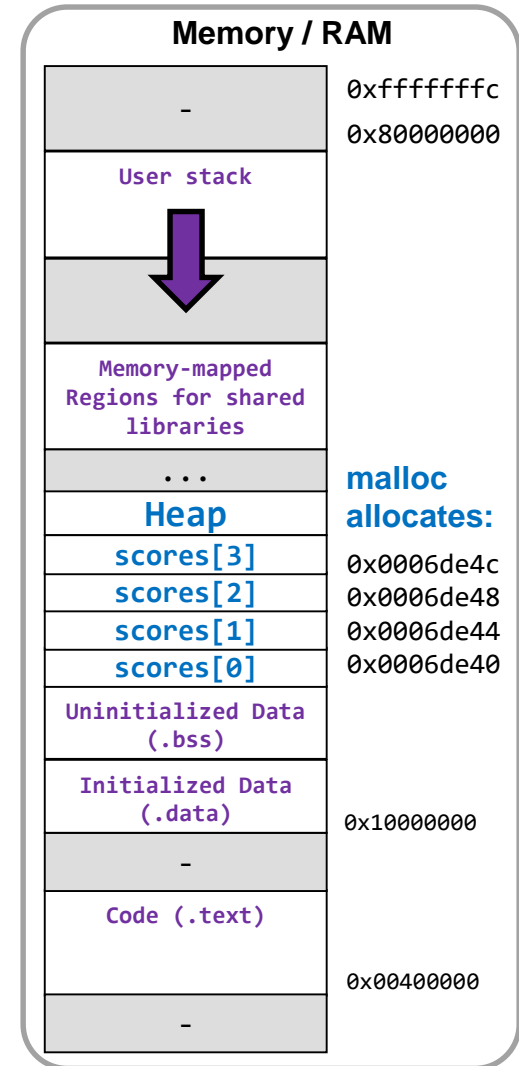 Memory / RAM
-
0xfffffffc
0x80000000
User stack
Memory-mapped
Regions for shared
libraries
...
malloc
allocates:
Heap
scores[3]
0x0006de4c
scores[2]
0x0006de48
scores[1]
0x0006de44
scores[0]
0x0006de40
Uninitialized Data
(.bss)
Initialized Data
(.data)
0x10000000
-
Code (.text)
0x00400000
-